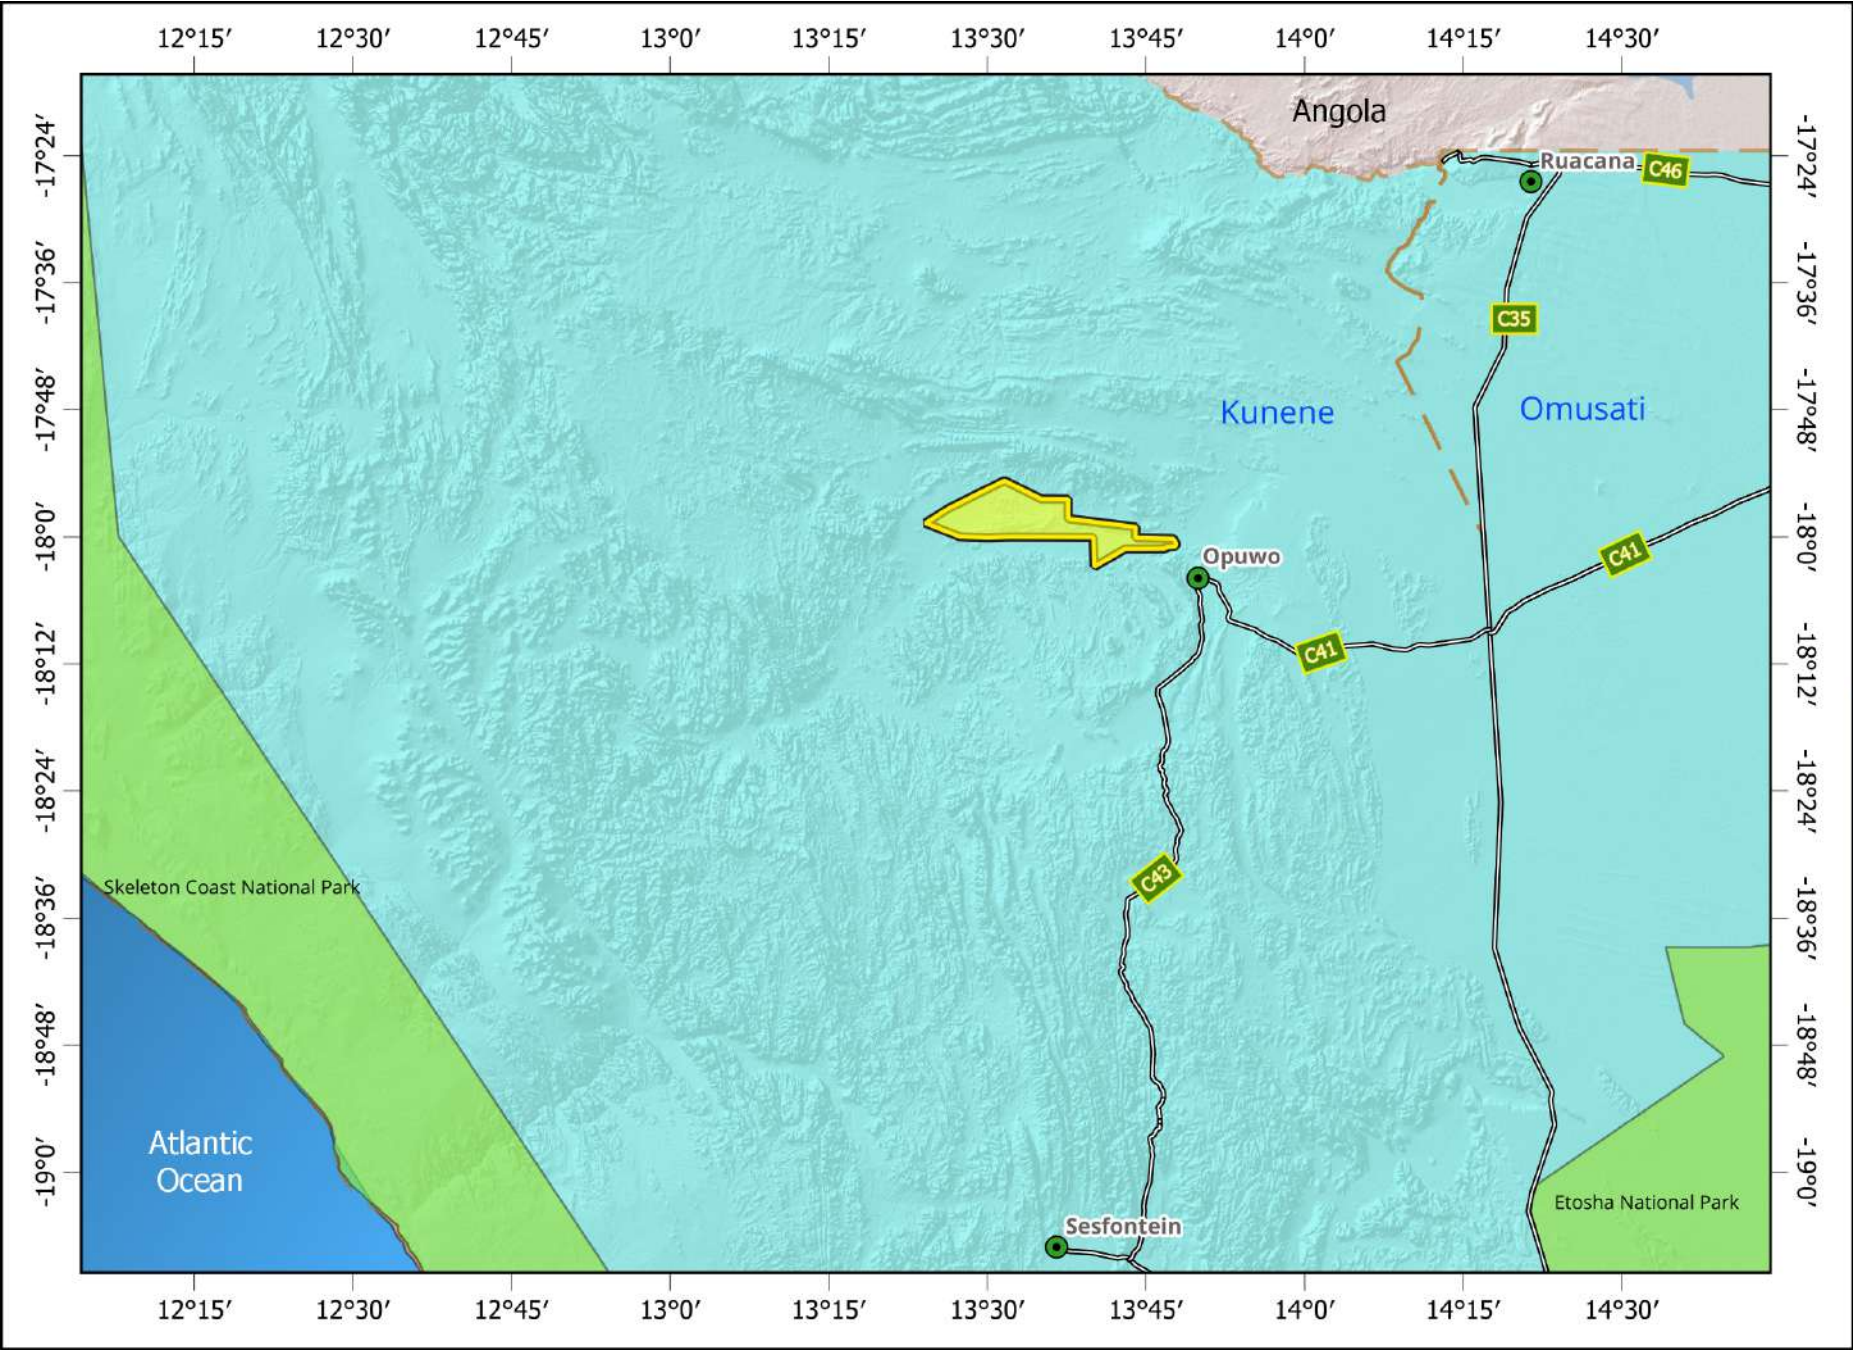 12°15′ 12°30′ 12°45′ 13°0′ 13°15′ 13°30′ 13°45′ 14°0′ 14°15′ 14°30′
Angola
-17°24′
-17°24′
Ruacana
C46
-17°36′
-17°36′
C35
-17°48′
Kunene
Omusati
-17°48′
-18°0′
Opuwo
C41
-18°0′
-18°12′
C41
-18°12′
-18°24′
-18°24′
C43
Skeleton Coast National Park
-18°36′
-18°36′
-18°48′
-18°48′
Atlantic
Ocean
-19°0′
-19°0′
Etosha National Park
Sesfontein
12°15′ 12°30′ 12°45′ 13°0′ 13°15′ 13°30′ 13°45′ 14°0′ 14°15′ 14°30′